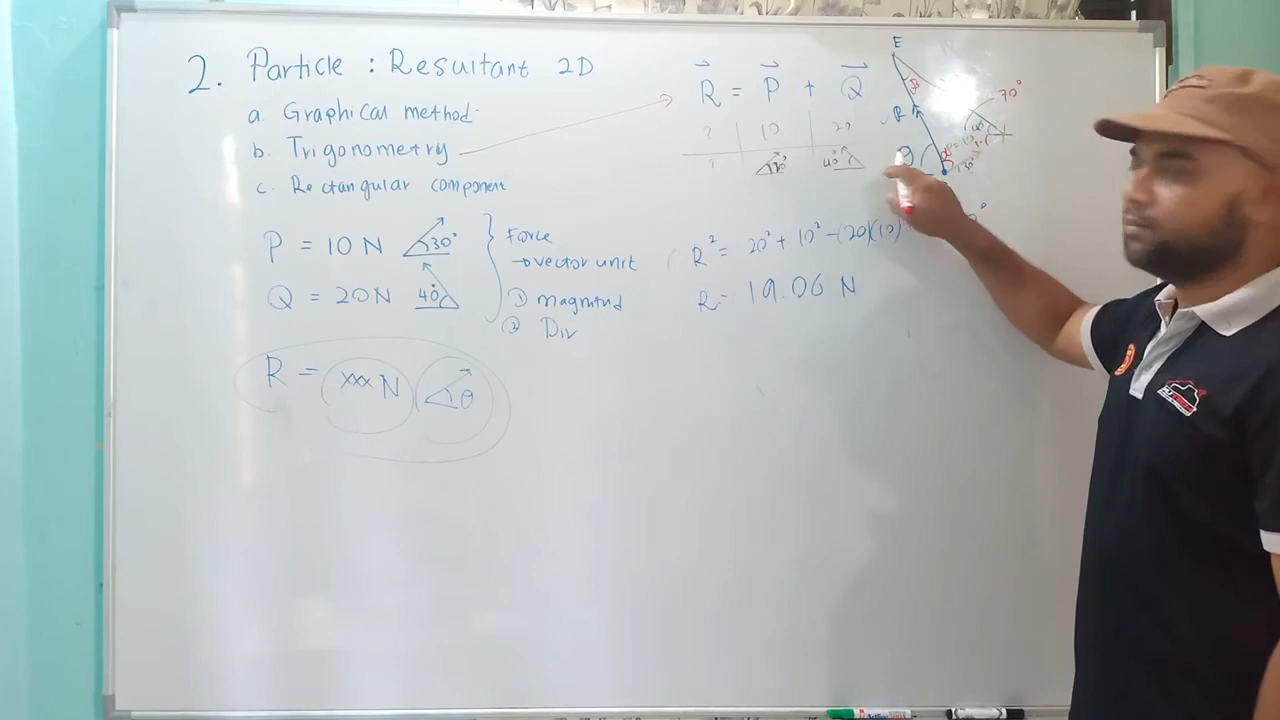 2. Particle : Resultant 2D
a. Graphical method
b. Trigonometry
c. Rectangular component
P = 10 N 30°
Q = 20 N 40°
} Force
→ vector unit
① magnitud
② Dir
R = xxx N θ
R = P + Q
? | 10 | 20
? | 30° | 40°
R² = 20² + 10² - (20)(10)
R = 19.06 N
E
R
θ
70°
30°